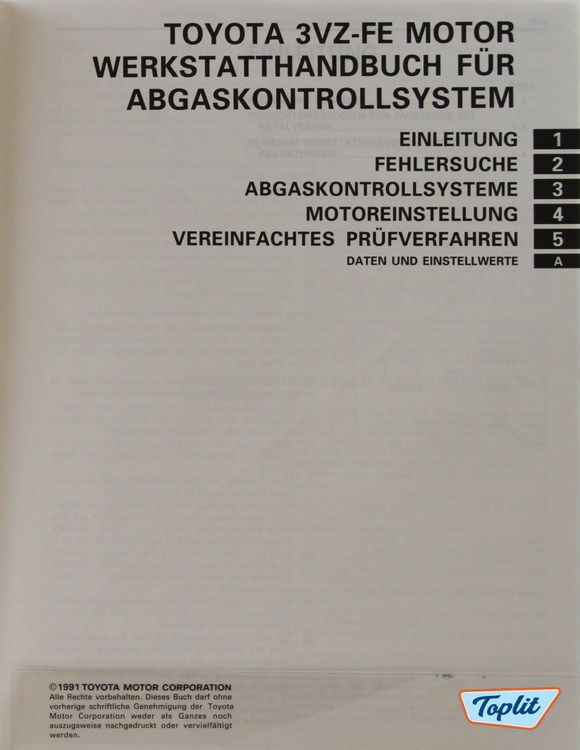 TOYOTA 3VZ-FE MOTOR
WERKSTATTHANDBUCH FÜR
ABGASKONTROLLSYSTEM
EINLEITUNG 1
FEHLERSUCHE 2
ABGASKONTROLLSYSTEME 3
MOTOREINSTELLUNG 4
VEREINFACHTES PRÜFVERFAHREN 5
DATEN UND EINSTELLWERTE A
©1991 TOYOTA MOTOR CORPORATION
Alle Rechte vorbehalten. Dieses Buch darf ohne
vorherige schriftliche Genehmigung der Toyota
Motor Corporation weder als Ganzes noch
auszugsweise nachgedruckt oder vervielfältigt
werden.
Toplit